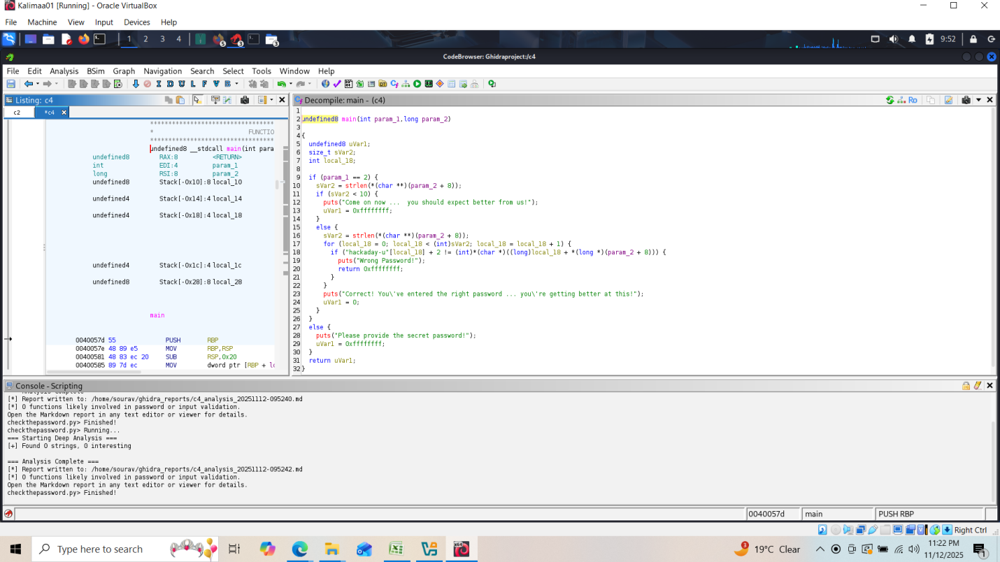 Kalimaa01 [Running] - Oracle VirtualBox
File Machine View Input Devices Help
1 2 3 4 5 3 3 9:52
CodeBrowser: Ghidraproject:/c4
File Edit Analysis BSim Graph Navigation Search Select Tools Window Help
I D U L F V B
Listing: c4
c2 *c4
************************************
* FUNCTIO
************************************
undefined8 __stdcall main(int para
undefined8 RAX:8 <RETURN>
int EDI:4 param_1
long RSI:8 param_2
undefined8 Stack[-0x10]:8 local_10
undefined4 Stack[-0x14]:4 local_14
undefined4 Stack[-0x18]:4 local_18
undefined4 Stack[-0x1c]:4 local_1c
undefined8 Stack[-0x28]:8 local_28
main
0040057d 55 PUSH RBP
0040057e 48 89 e5 MOV RBP,RSP
00400581 48 83 ec 20 SUB RSP,0x20
00400585 89 7d ec MOV dword ptr [RBP + lo
Decompile: main - (c4)
Ro
1
2 undefined8 main(int param_1,long param_2)
3
4 {
5 undefined8 uVar1;
6 size_t sVar2;
7 int local_18;
8
9 if (param_1 == 2) {
10 sVar2 = strlen(*(char **)(param_2 + 8));
11 if (sVar2 < 10) {
12 puts("Come on now ...  you should expect better from us!");
13 uVar1 = 0xffffffff;
14 }
15 else {
16 sVar2 = strlen(*(char **)(param_2 + 8));
17 for (local_18 = 0; local_18 < (int)sVar2; local_18 = local_18 + 1) {
18 if ("hackaday-u"[local_18] + 2 != (int)*(char *)((long)local_18 + *(long *)(param_2 + 8))) {
19 puts("Wrong Password!");
20 return 0xffffffff;
21 }
22 }
23 puts("Correct! You\'ve entered the right password ... you\'re getting better at this!");
24 uVar1 = 0;
25 }
26 }
27 else {
28 puts("Please provide the secret password!");
29 uVar1 = 0xffffffff;
30 }
31 return uVar1;
32 }
Console - Scripting
=== Analysis Complete ===
[*] Report written to: /home/sourav/ghidra_reports/c4_analysis_20251112-095240.md
[*] 0 functions likely involved in password or input validation.
Open the Markdown report in any text editor or viewer for details.
checkthepassword.py> Finished!
checkthepassword.py> Running...
=== Starting Deep Analysis ===
[+] Found 0 strings, 0 interesting
=== Analysis Complete ===
[*] Report written to: /home/sourav/ghidra_reports/c4_analysis_20251112-095242.md
[*] 0 functions likely involved in password or input validation.
Open the Markdown report in any text editor or viewer for details.
checkthepassword.py> Finished!
0040057d main PUSH RBP
Right Ctrl
Type here to search
3 19°C Clear
11:22 PM
11/12/2025
1